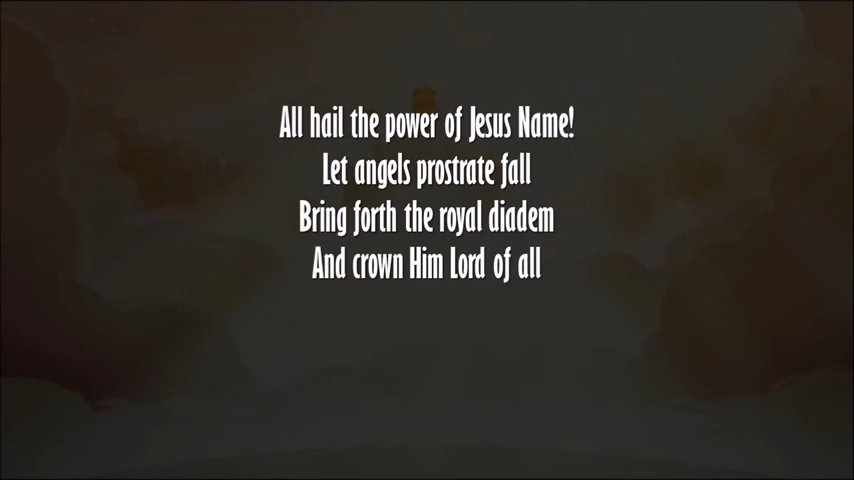 All hail the power of Jesus Name!
Let angels prostrate fall
Bring forth the royal diadem
And crown Him Lord of all